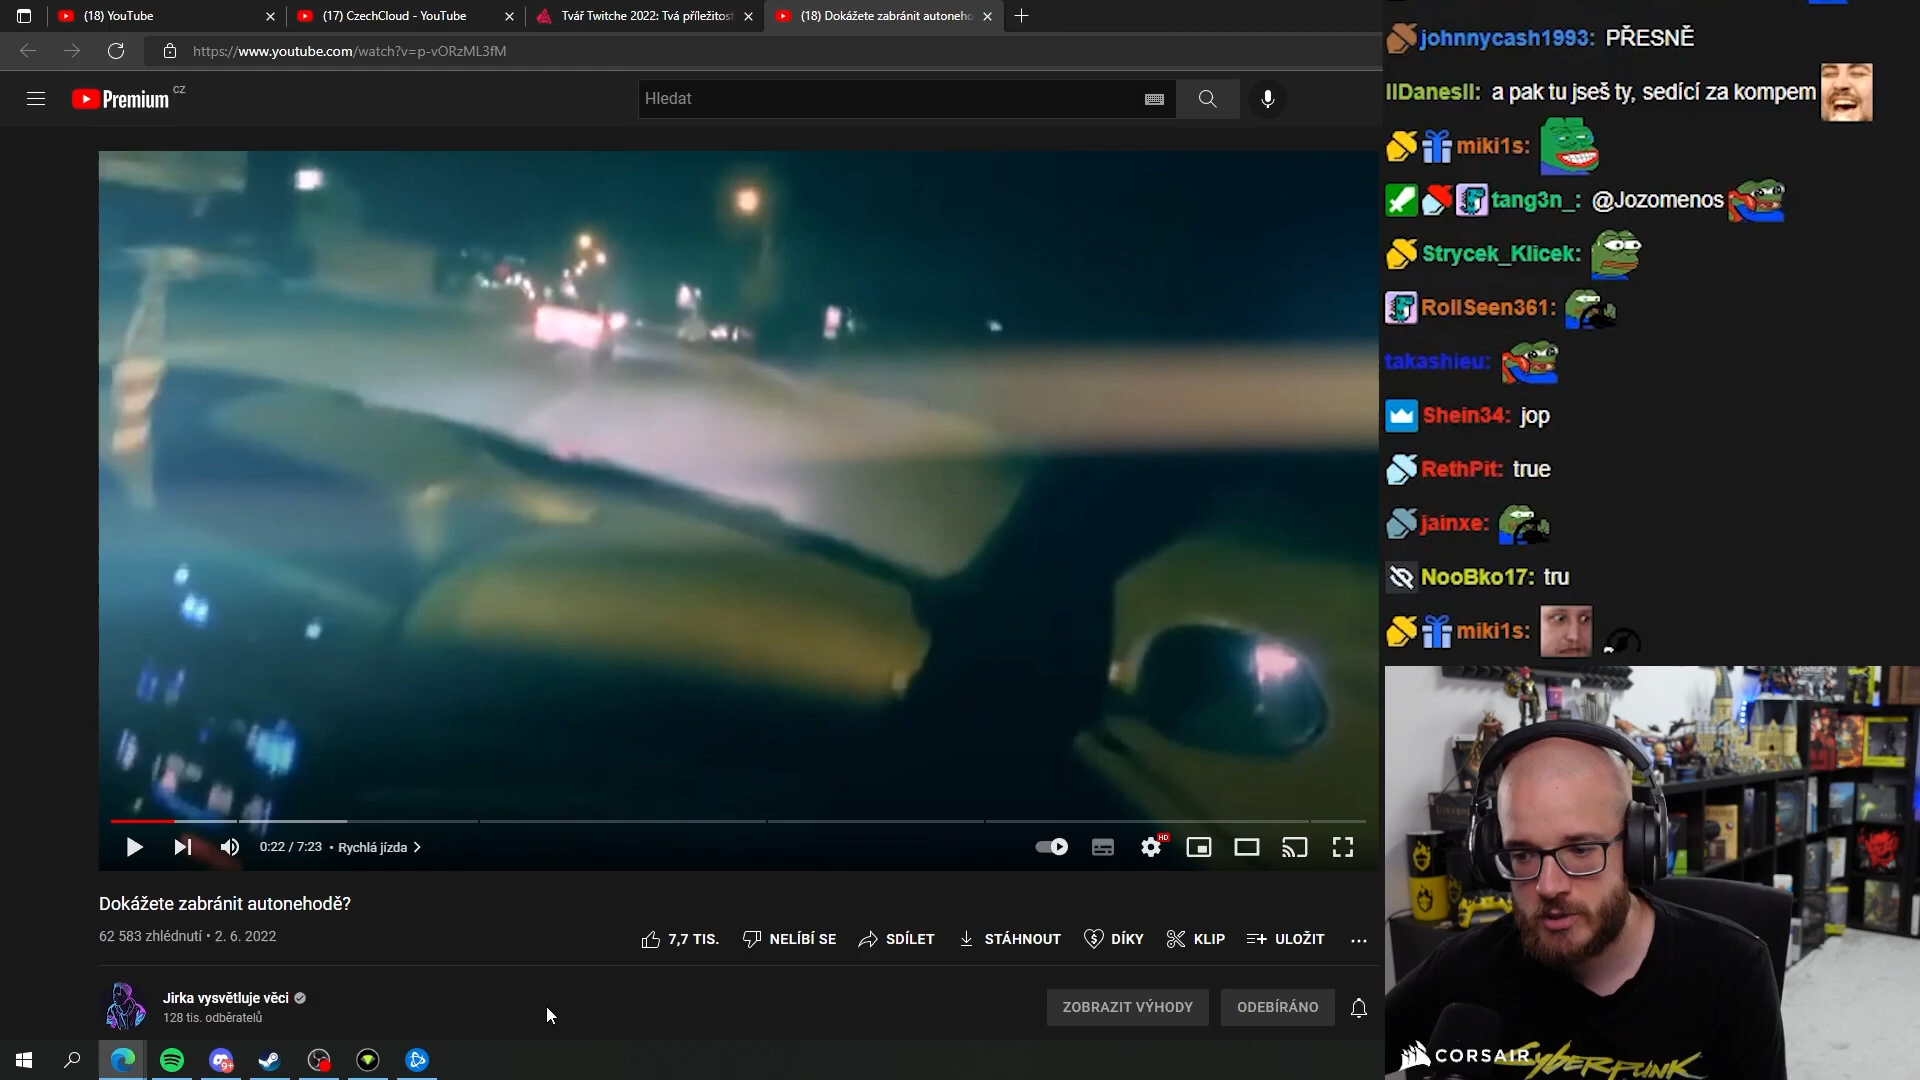 (18) YouTube
(17) CzechCloud - YouTube
Tvář Twitche 2022: Tvá příležitost
(18) Dokážete zabránit autoneho
https://www.youtube.com/watch?v=p-vORzML3fM
Premium CZ
Hledat
0:22 / 7:23 • Rychlá jízda
HD
Dokážete zabránit autonehodě?
62 583 zhlédnutí • 2. 6. 2022
7,7 TIS.
NELÍBÍ SE
SDÍLET
STÁHNOUT
DÍKY
KLIP
ULOŽIT
Jirka vysvětluje věci
128 tis. odběratelů
ZOBRAZIT VÝHODY
ODEBÍRÁNO
9+
johnnycash1993: PŘESNĚ
IIDanesII: a pak tu jseš ty, sedící za kompem
miki1s:
tang3n_: @Jozomenos
Strycek_Klicek:
RollSeen361:
takashieu:
Shein34: jop
RethPit: true
jainxe:
NooBko17: tru
miki1s:
CORSAIR
CYBERPUNK